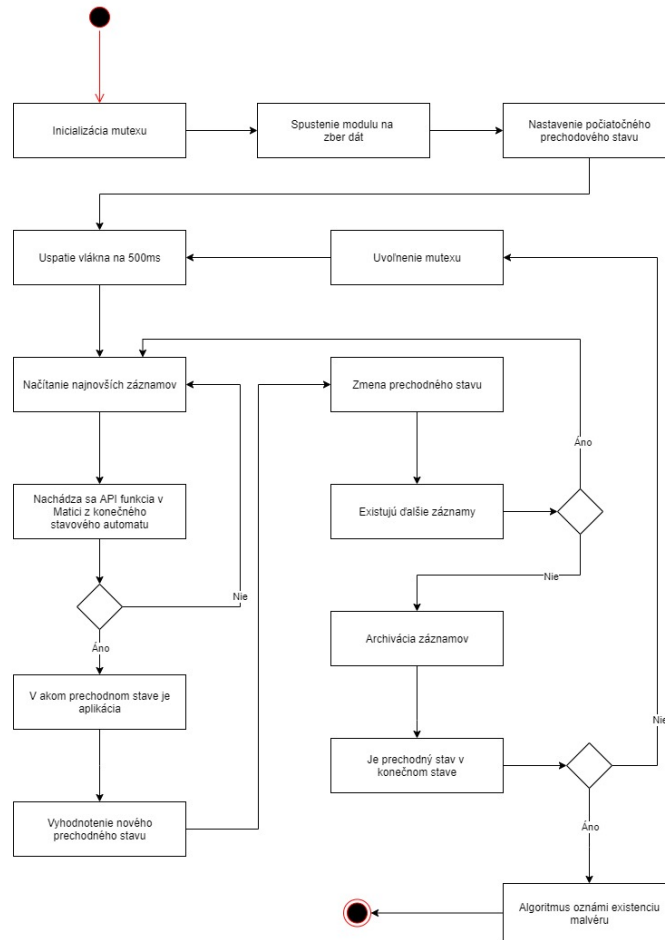 Inicializácia mutexu
Spustenie modulu na
zber dát
Nastavenie počiatočného
prechodového stavu
Uspatie vlákna na 500ms
Uvoľnenie mutexu
Načítanie najnovších záznamov
Zmena prechodného stavu
Áno
Nachádza sa API funkcia v
Matici z konečného
stavového automatu
Existujú ďalšie záznamy
Nie
Nie
Áno
Archivácia záznamov
V akom prechodnom stave je
aplikácia
Nie
Je prechodný stav v
konečnom stave
Vyhodnotenie nového
prechodného stavu
Áno
Algoritmus oznámi existenciu
malvéru